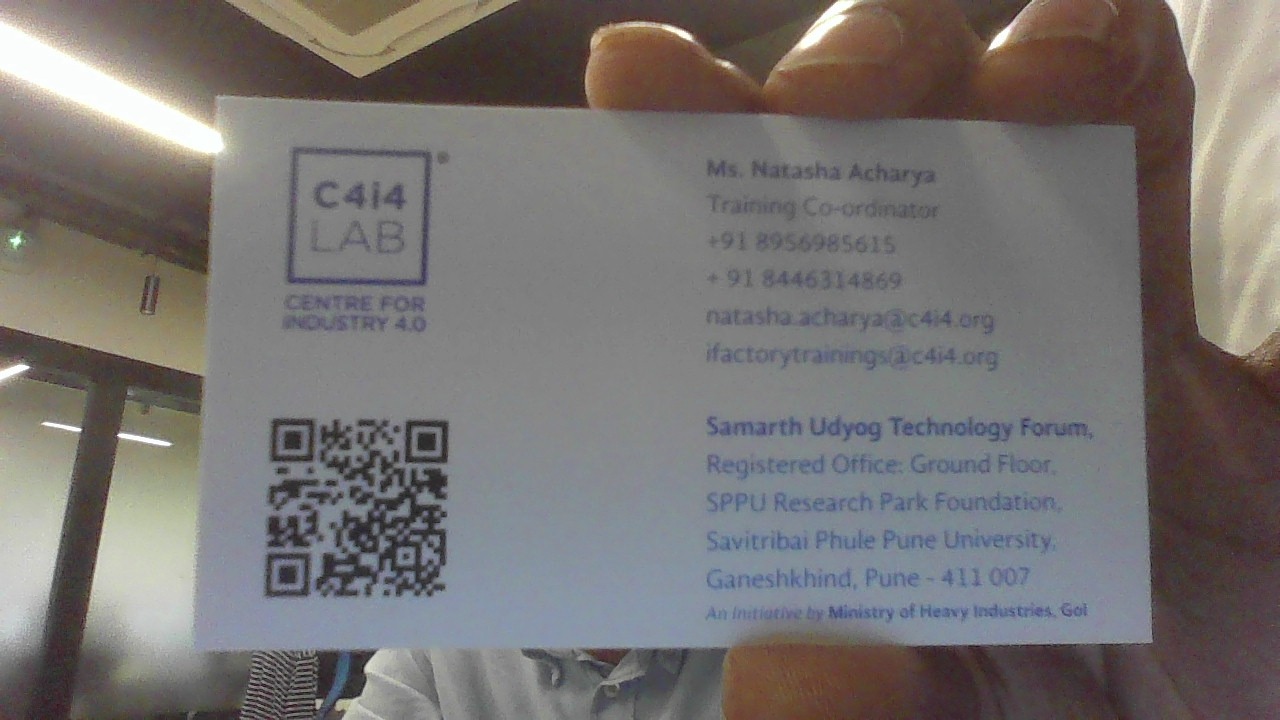 C4i4
LAB
®
CENTRE FOR
INDUSTRY 4.0
Ms. Natasha Acharya
Training Co-ordinator
+91 8956985615
+ 91 8446314869
natasha.acharya@c4i4.org
ifactorytrainings@c4i4.org
Samarth Udyog Technology Forum,
Registered Office: Ground Floor,
SPPU Research Park Foundation,
Savitribai Phule Pune University,
Ganeshkhind, Pune - 411 007
An Initiative by Ministry of Heavy Industries, GoI